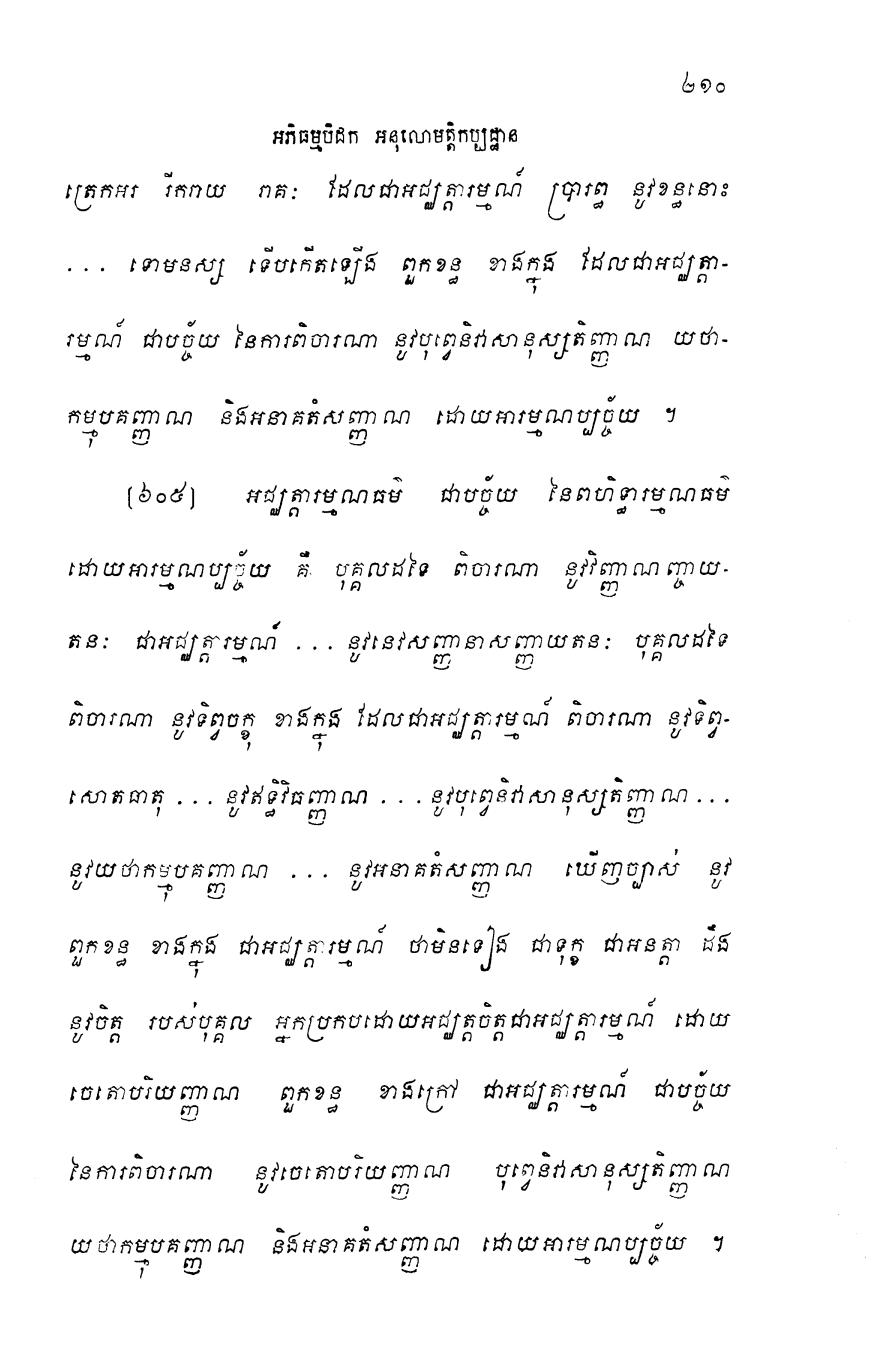 ២១០
អភិធម្មបិដក អនុលោមត្តិកប្បដ្ឋាន
ត្រេកអរ រីករាយ រាគៈ ដែលជាអជ្ឈត្តារម្មណ៍ ប្រារព្ធ នូវខន្ធនោះ
... ទោមនស្ស ទើបកើតឡើង ពួកខន្ធ ខាងក្នុង ដែលជាអជ្ឈត្តា-
រម្មណ៍ ជាបច្ច័យ នៃការពិចារណា នូវបុព្វេនិវាសានុស្សតិញ្ញាណ យថា-
កម្មុបគញ្ញាណ និងអនាគតំសញ្ញាណ ដោយអារម្មណប្បច្ច័យ ។
(៦០៥) អជ្ឈត្តារម្មណធម៌ ជាបច្ច័យ នៃពហិទ្ធារម្មណធម៌
ដោយអារម្មណប្បច្ច័យ គឺ បុគ្គលដទៃ ពិចារណា នូវវិញ្ញាណញ្ចាយ-
តនៈ ជាអជ្ឈត្តារម្មណ៍ ... នូវនេវសញ្ញានាសញ្ញាយតនៈ បុគ្គលដទៃ
ពិចារណា នូវទិព្វចក្ខុ ខាងក្នុង ដែលជាអជ្ឈត្តារម្មណ៍ ពិចារណា នូវទិព្វ-
សោតធាតុ ... នូវឥទ្ធិវិធញ្ញាណ ... នូវបុព្វេនិវាសានុស្សតិញ្ញាណ ...
នូវយថាកម្មុបគញ្ញាណ ... នូវអនាគតំសញ្ញាណ ឃើញច្បាស់ នូវ
ពួកខន្ធ ខាងក្នុង ជាអជ្ឈត្តារម្មណ៍ ថាមិនទៀង ជាទុក្ខ ជាអនត្តា ដឹង
នូវចិត្ត របស់បុគ្គល អ្នកប្រកបដោយអជ្ឈត្តចិត្តជាអជ្ឈត្តារម្មណ៍ ដោយ
ចេតោបរិយញ្ញាណ ពួកខន្ធ ខាងក្រៅ ជាអជ្ឈត្តារម្មណ៍ ជាបច្ច័យ
នៃការពិចារណា នូវចេតោបរិយញ្ញាណ បុព្វេនិវាសានុស្សតិញ្ញាណ
យថាកម្មុបគញ្ញាណ និងអនាគតំសញ្ញាណ ដោយអារម្មណប្បច្ច័យ ។